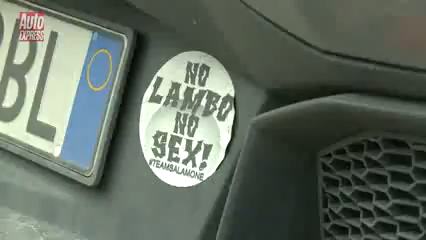 Auto
EXPRESS
BL
NO
LAMBO
NO
SEX!
#TEAMSALAMONE